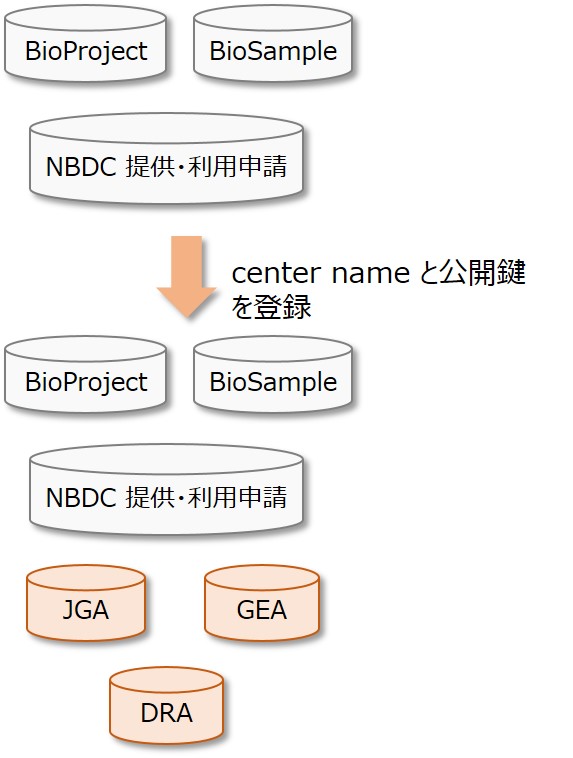 BioProject
BioSample
NBDC 提供・利用申請
center name と公開鍵
を登録
BioProject
BioSample
NBDC 提供・利用申請
JGA
GEA
DRA